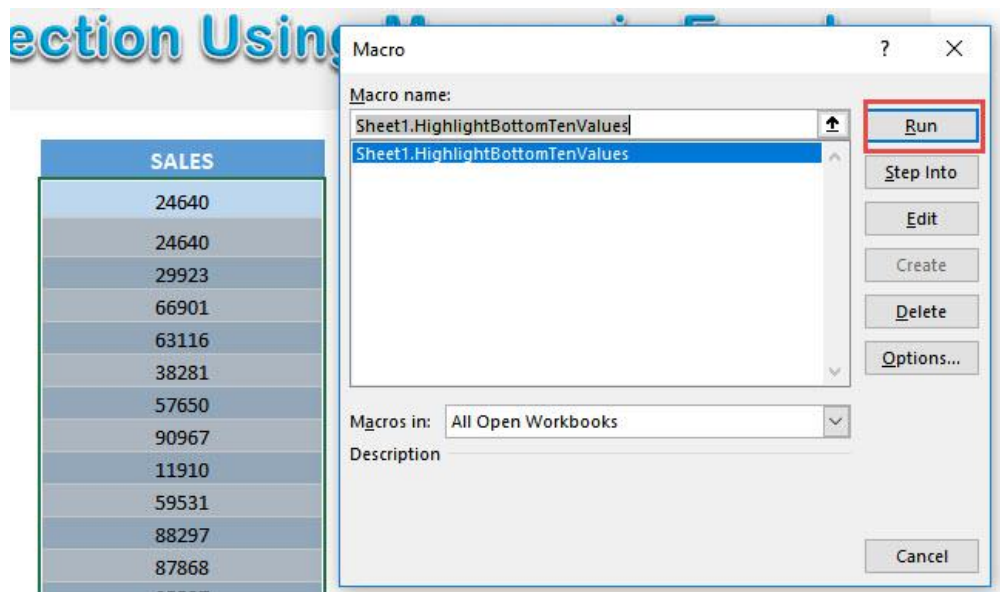 ection Using
Macro
?
Macro name:
Sheet1.HighlightBottomTenValues
Sheet1.HighlightBottomTenValues
Run
Step Into
Edit
Create
Delete
Options...
Macros in: All Open Workbooks
Description
Cancel
SALES
24640
24640
29923
66901
63116
38281
57650
90967
11910
59531
88297
87868